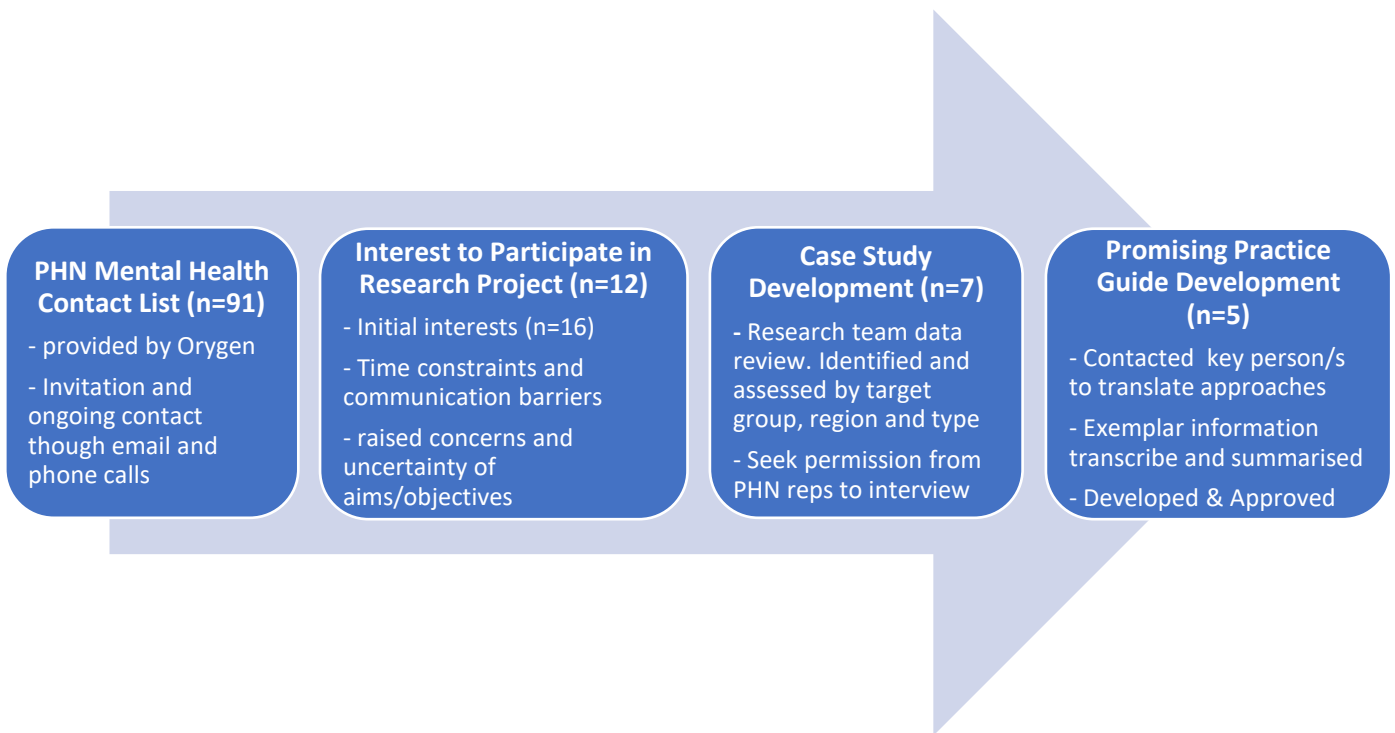 PHN Mental Health
Contact List (n=91)
- provided by Orygen
- Invitation and
ongoing contact
though email and
phone calls
Interest to Participate in
Research Project (n=12)
- Initial interests (n=16)
- Time constraints and
communication barriers
- raised concerns and
uncertainty of
aims/objectives
Case Study
Development (n=7)
- Research team data
review. Identified and
assessed by target
group, region and type
- Seek permission from
PHN reps to interview
Promising Practice
Guide Development
(n=5)
- Contacted key person/s
to translate approaches
- Exemplar information
transcribe and summarised
- Developed & Approved